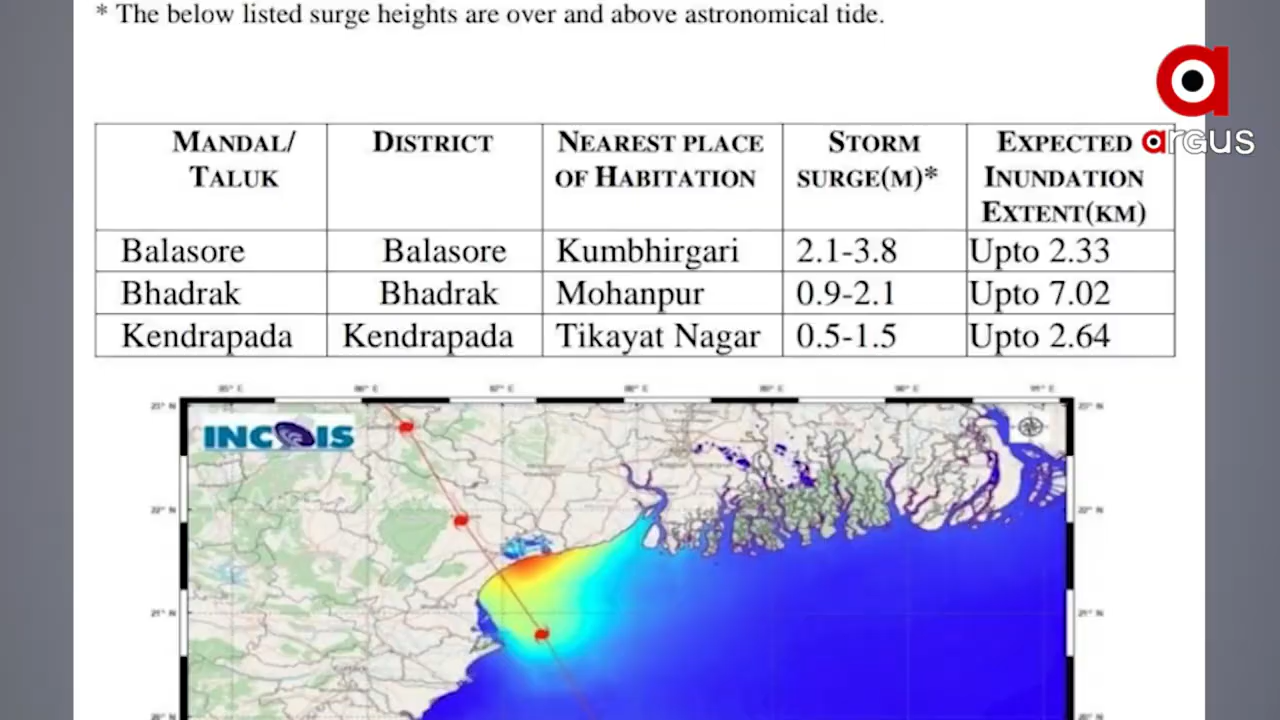 * The below listed surge heights are over and above astronomical tide.
argus
MANDAL/ TALUK DISTRICT NEAREST PLACE OF HABITATION STORM SURGE(M)* EXPECTED INUNDATION EXTENT(KM)
Balasore Balasore Kumbhirgari 2.1-3.8 Upto 2.33
Bhadrak Bhadrak Mohanpur 0.9-2.1 Upto 7.02
Kendrapada Kendrapada Tikayat Nagar 0.5-1.5 Upto 2.64
INCOIS